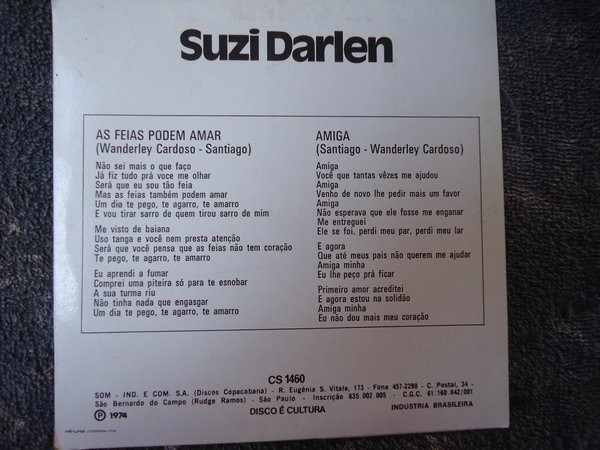 Suzi Darlen
AS FEIAS PODEM AMAR
(Wanderley Cardoso - Santiago)
Não sei mais o que faço
Já fiz tudo prá voce me olhar
Será que eu sou tão feia
Mas as feias também podem amar
Um dia te pego, te agarro, te amarro
E vou tirar sarro de quem tirou sarro de mim
Me visto de baiana
Uso tanga e você nem presta atenção
Será que você pensa que as feias não tem coração
Te pego, te agarro, te amarro
Eu aprendi a fumar
Comprei uma piteira só para te esnobar
A sua turma riu
Não tinha nada que engasgar
Um dia te pego, te agarro, te amarro
AMIGA
(Santiago - Wanderley Cardoso)
Amiga
Você que tantas vêzes me ajudou
Amiga
Venho de novo lhe pedir mais um favor
Amiga
Não esperava que ele fosse me enganar
Me entreguei
Ele se foi, perdi meu par, perdi meu lar
E agora
Que até meus pais não querem me ajudar
Amiga minha
Eu lhe peço prá ficar
Primeiro amor acreditei
E agora estou na solidão
Amiga minha
Eu não dou mais meu coração
CS 1460
SOM - IND. E COM. S.A. (Discos Copacabana) - R. Eugênia S. Vitale, 173 - Fone 457-2299 - C. Postal, 34 -
São Bernardo do Campo (Rudge Ramos) - São Paulo - Inscrição 635 002 005 - C.G.C. 61 160 842/001
P 1974
DISCO É CULTURA
INDUSTRIA BRASILEIRA